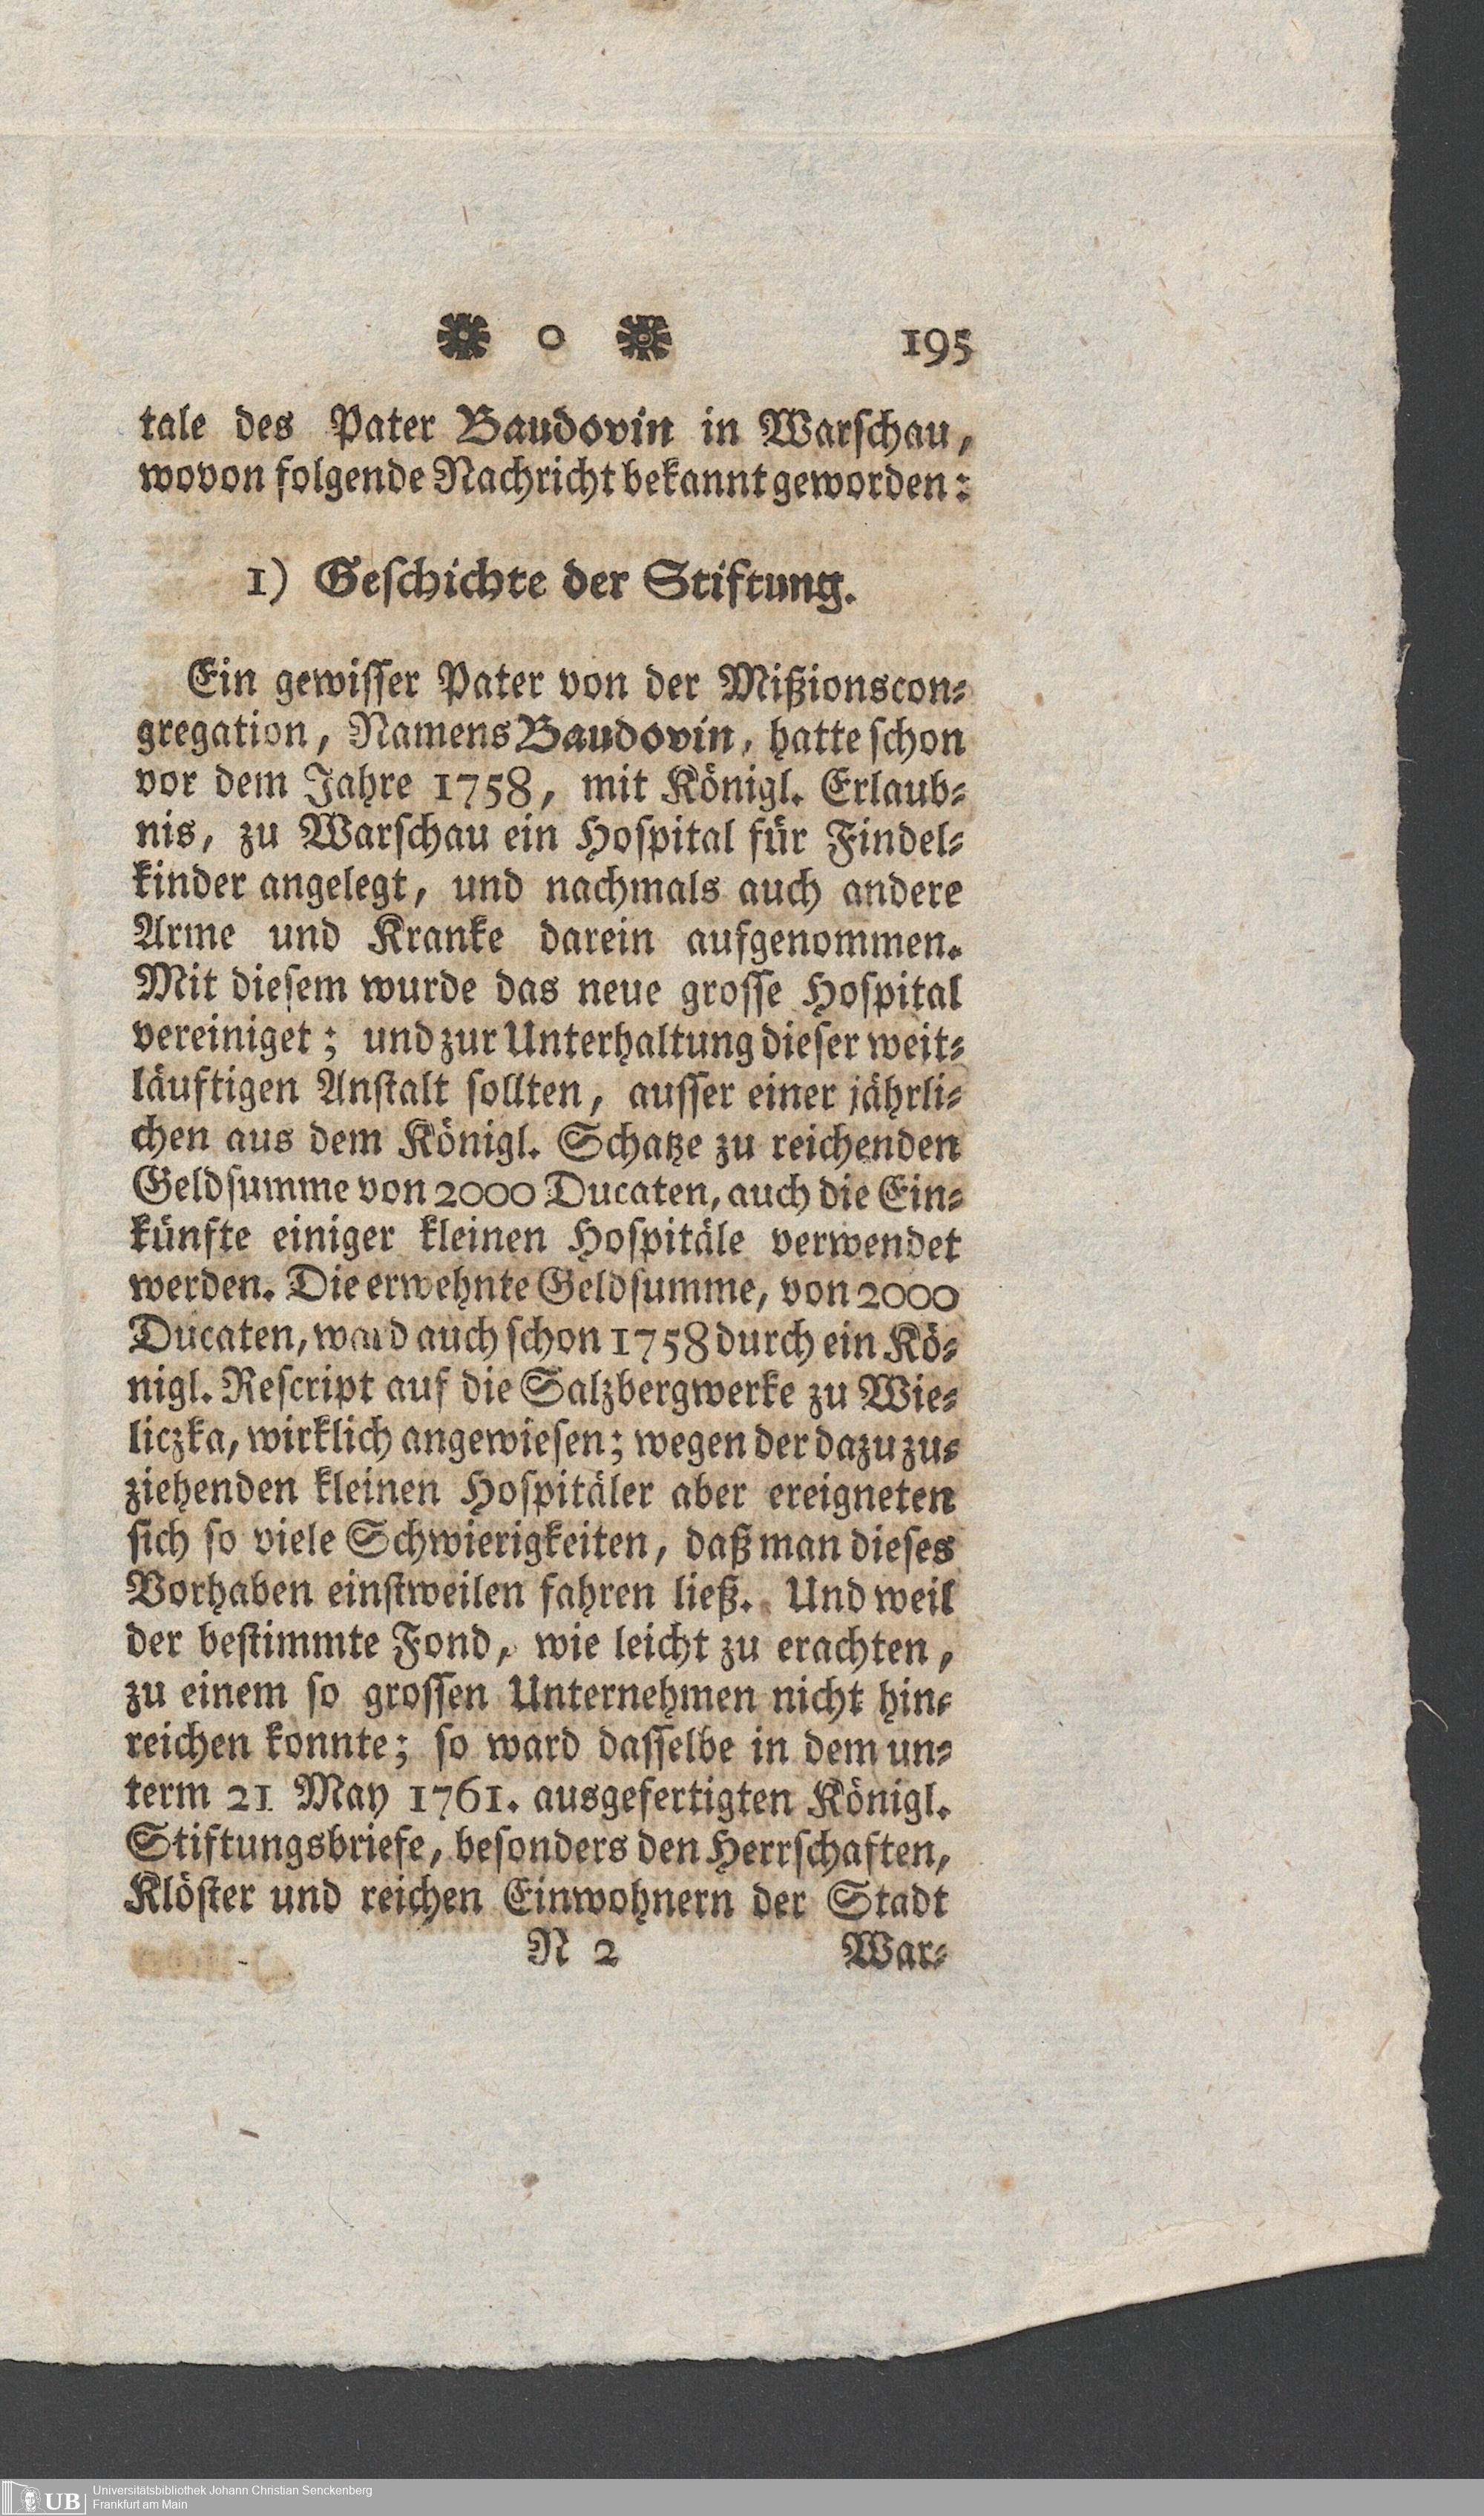 ❋ o ❋ 195
tale des Pater Baudovin in Warſchau,
wovon folgende Nachricht bekannt geworden:
1) Geſchichte der Stiftung.
Ein gewiſſer Pater von der Mißionscon⸗
gregation, Namens Baudovin, hatte ſchon
vor dem Jahre 1758, mit Königl. Erlaub⸗
nis, zu Warſchau ein Hoſpital für Findel⸗
kinder angelegt, und nachmals auch andere
Arme und Kranke darein aufgenommen.
Mit dieſem wurde das neue groſſe Hoſpital
vereiniget; und zur Unterhaltung dieſer weit⸗
läuftigen Anſtalt ſollten, auſſer einer jährli⸗
chen aus dem Königl. Schatze zu reichenden
Geldſumme von 2000 Ducaten, auch die Ein⸗
künfte einiger kleinen Hoſpitäle verwendet
werden. Die erwehnte Geldſumme, von 2000
Ducaten, ward auch ſchon 1758 durch ein Kö⸗
nigl. Reſcript auf die Salzbergwerke zu Wie⸗
liczka, wirklich angewieſen; wegen der dazu zu⸗
ziehenden kleinen Hoſpitäler aber ereigneten
ſich ſo viele Schwierigkeiten, daß man dieſes
Vorhaben einſtweilen fahren ließ. Und weil
der beſtimmte Fond, wie leicht zu erachten,
zu einem ſo groſſen Unternehmen nicht hin⸗
reichen konnte; ſo ward daſſelbe in dem un⸗
term 21 May 1761. ausgefertigten Königl.
Stiftungsbriefe, beſonders den Herrſchaften,
Klöſter und reichen Einwohnern der Stadt
N 2 War⸗
UB Universitätsbibliothek Johann Christian Senckenberg
Frankfurt am Main